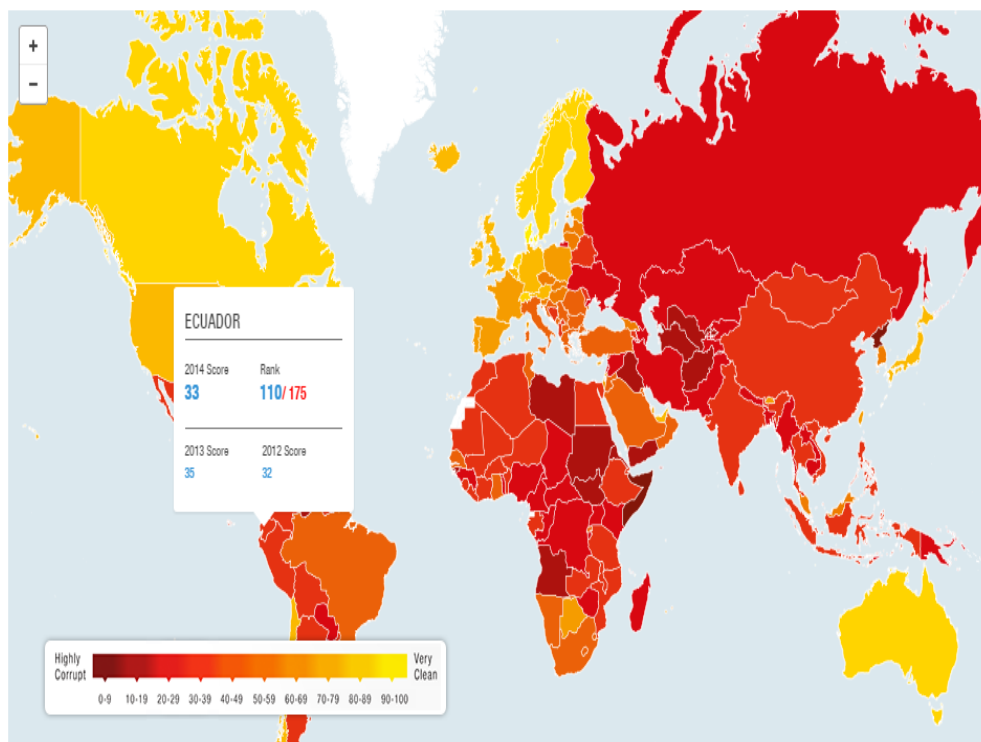 +
−
ECUADOR
2014 Score Rank
33 110/ 175
2013 Score 2012 Score
35 32
Highly Corrupt
Very Clean
0-9 10-19 20-29 30-39 40-49 50-59 60-69 70-79 80-89 90-100